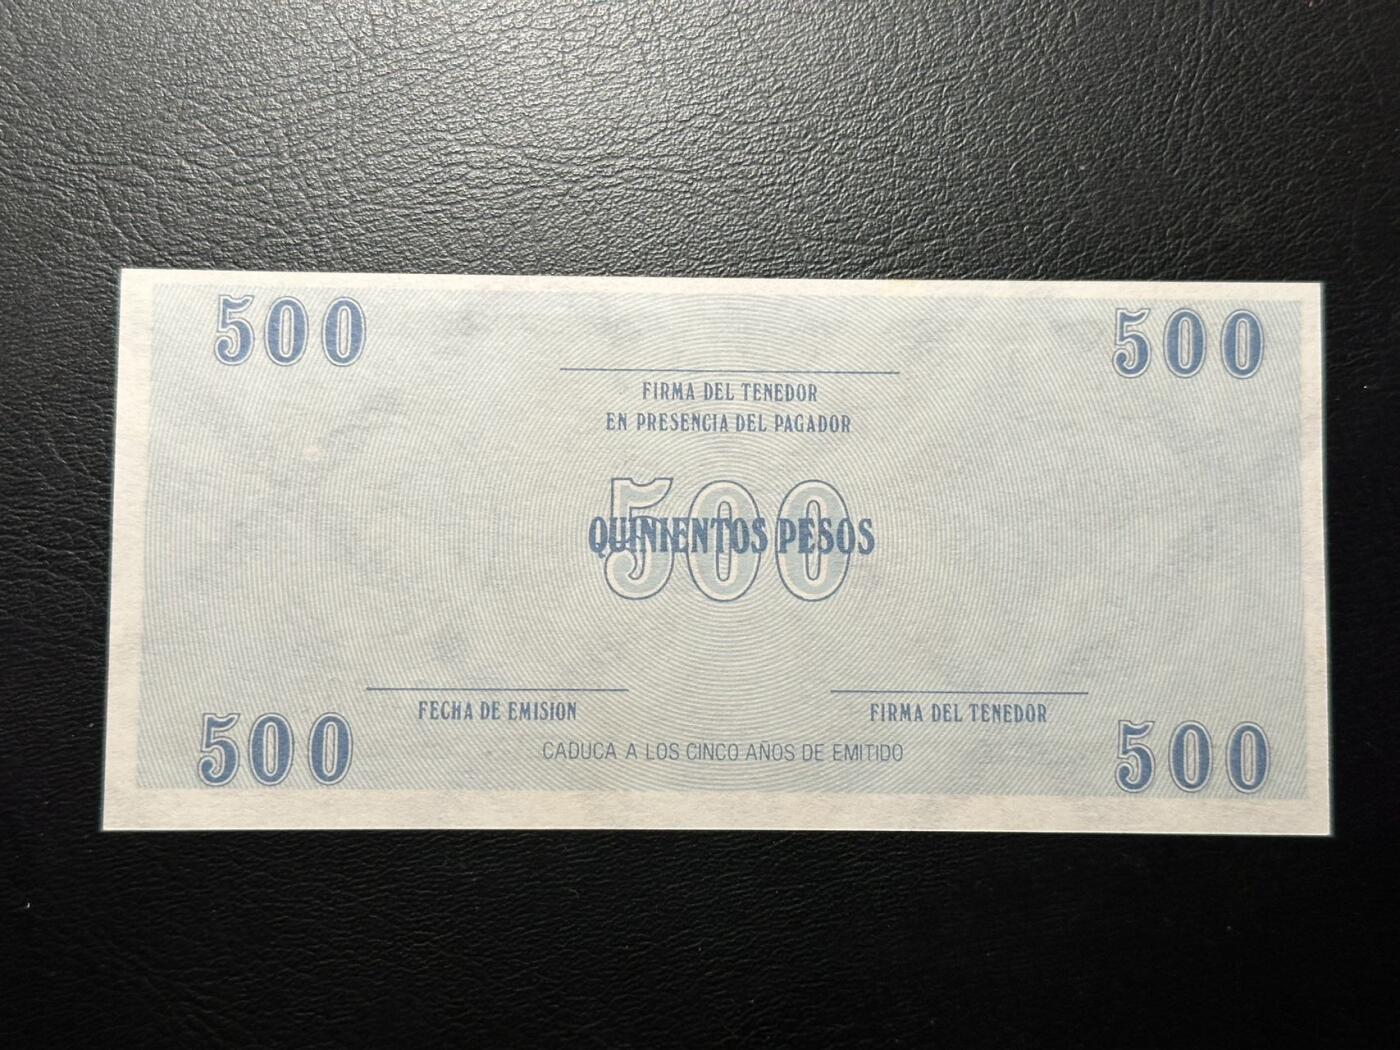 500
500
FIRMA DEL TENEDOR
EN PRESENCIA DEL PAGADOR
500
QUINIENTOS PESOS
FECHA DE EMISION
FIRMA DEL TENEDOR
CADUCA A LOS CINCO AÑOS DE EMITIDO
500
500